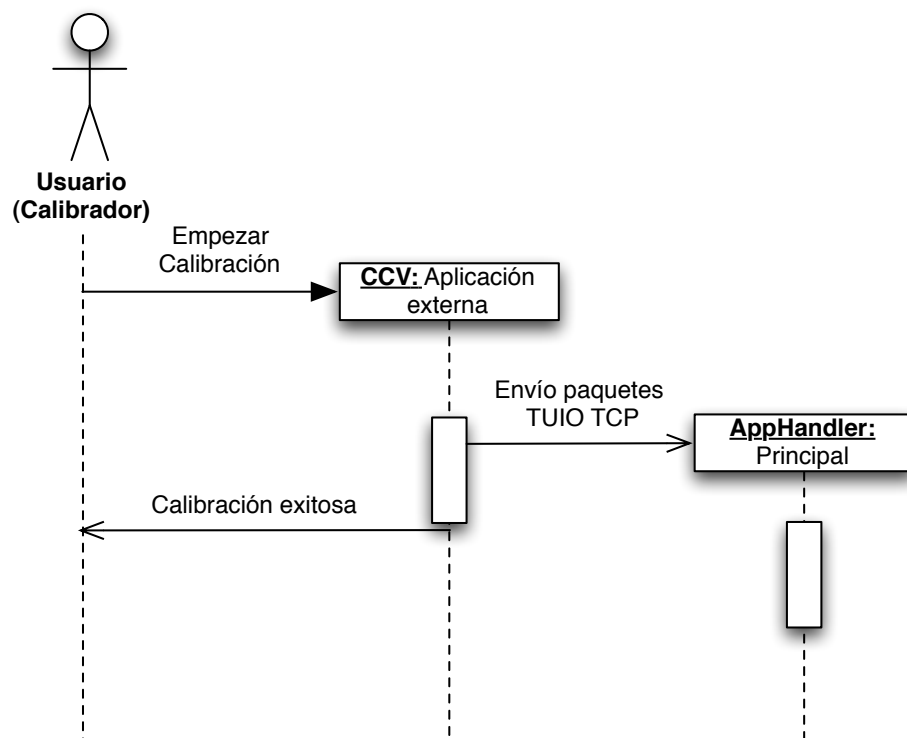 Usuario
(Calibrador)
Empezar
Calibración
CCV: Aplicación
externa
Envío paquetes
TUIO TCP
AppHandler:
Principal
Calibración exitosa